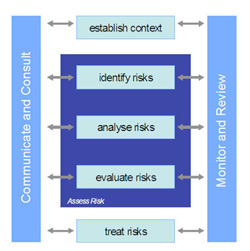 establish context
identify risks
analyse risks
evaluate risks
Assess Risk
treat risks
Communicate and Consult
Monitor and Review